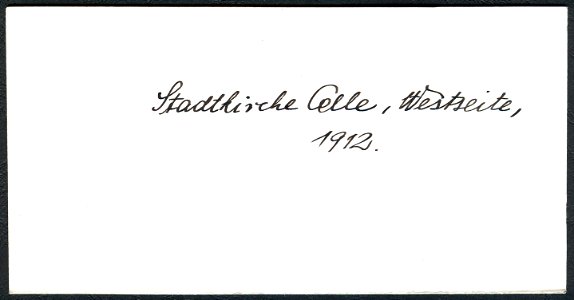 Stadtkirche Celle, Westseite,
1912.